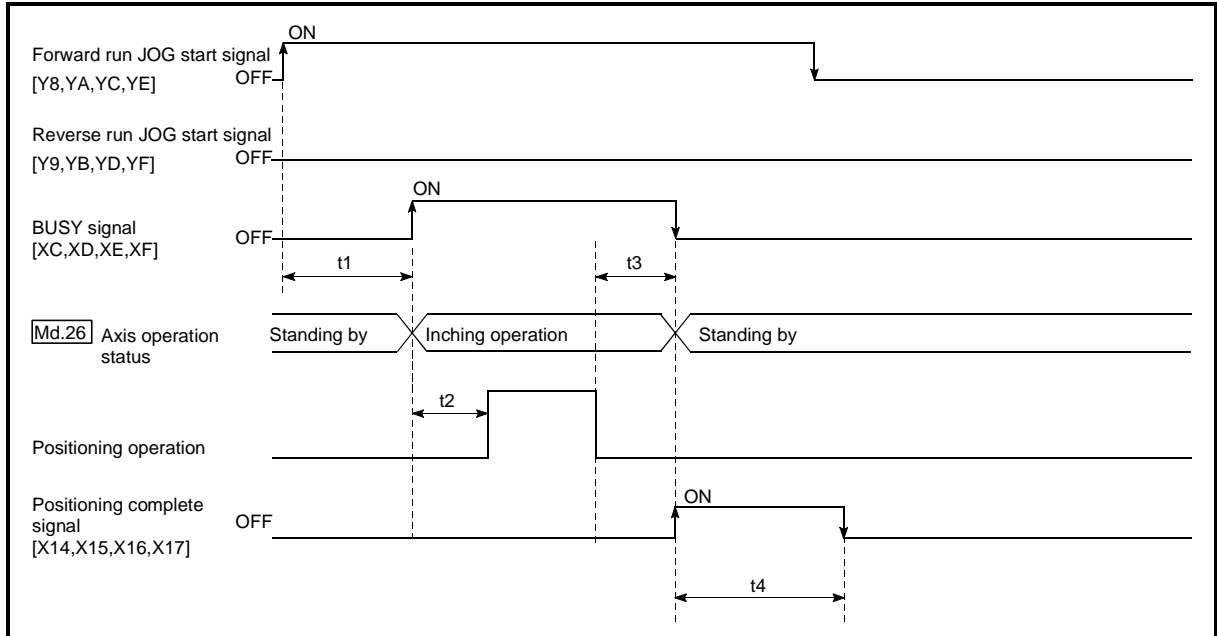 ON
Forward run JOG start signal
[Y8,YA,YC,YE]
OFF
Reverse run JOG start signal
[Y9,YB,YD,YF]
OFF
ON
BUSY signal
[XC,XD,XE,XF]
OFF
t1
t3
Md.26 Axis operation
status
Standing by
Inching operation
Standing by
t2
Positioning operation
ON
Positioning complete
signal
[X14,X15,X16,X17]
OFF
t4